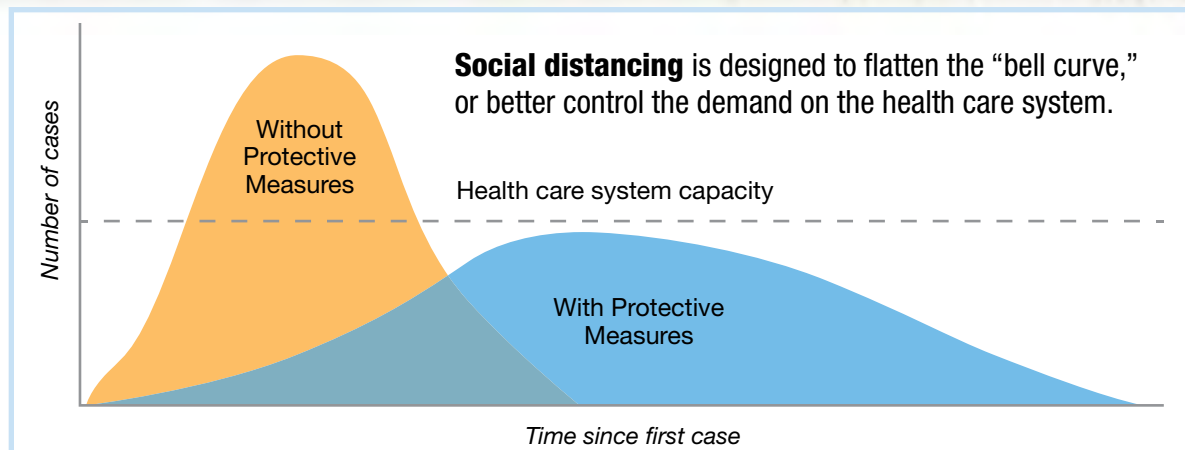 Social distancing is designed to flatten the “bell curve,”
or better control the demand on the health care system.
Without
Protective
Measures
Health care system capacity
Number of cases
With Protective
Measures
Time since first case